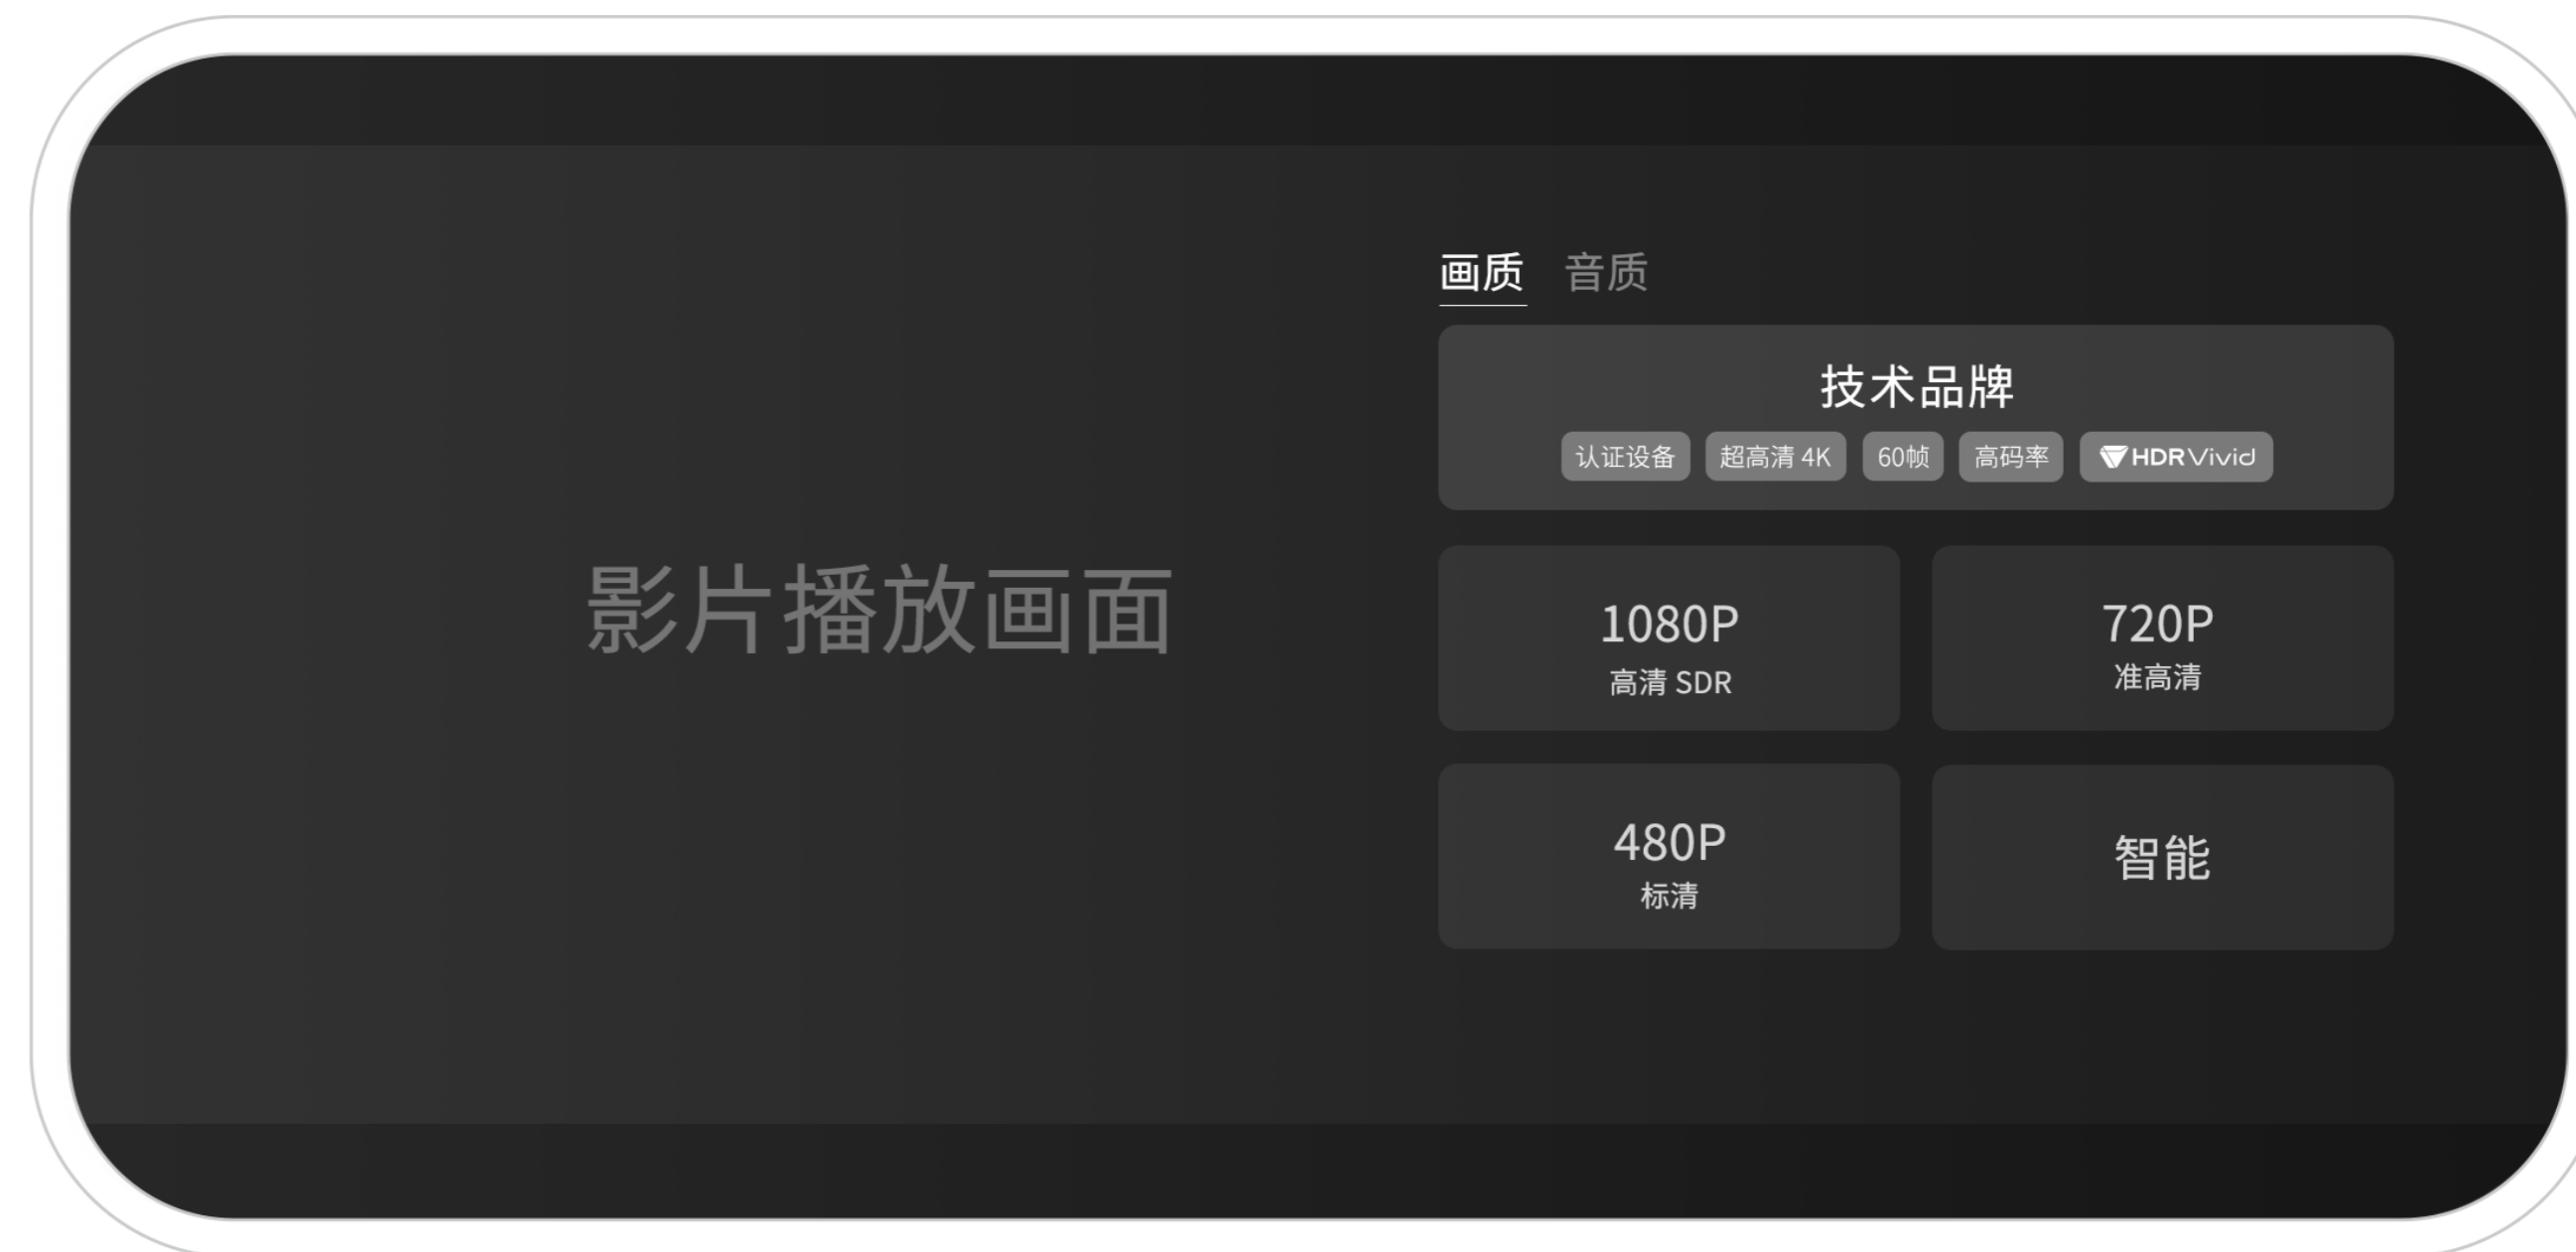 画质 音质
技术品牌
认证设备 超高清 4K 60帧 高码率 HDR Vivid
影片播放画面
1080P
高清 SDR
720P
准高清
480P
标清
智能